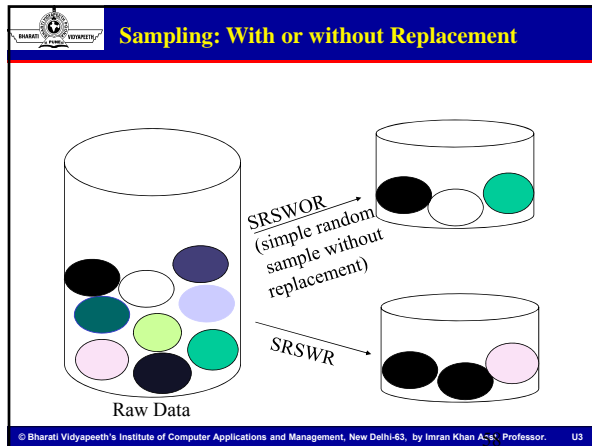 BHARATI VIDYAPEETH
PUNE
Sampling: With or without Replacement
SRSWOR
(simple random
sample without
replacement)
SRSWR
Raw Data
© Bharati Vidyapeeth's Institute of Computer Applications and Management, New Delhi-63, by Imran Khan Asst. Professor. U3